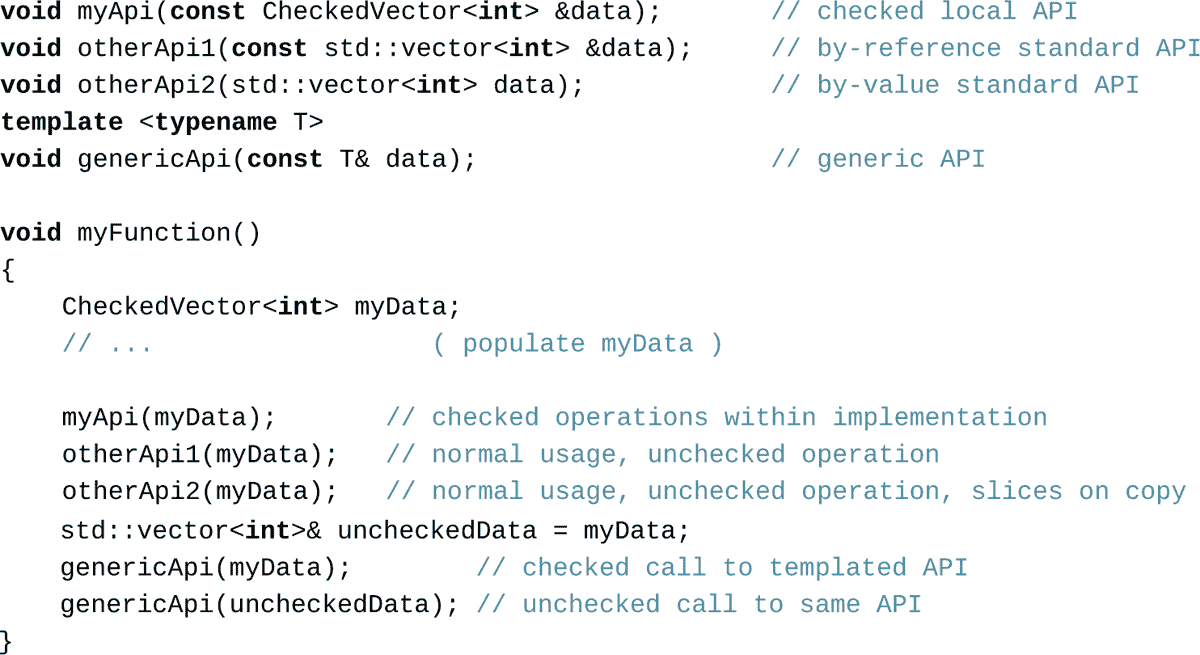 void myApi(const CheckedVector<int> &data);       // checked local API
void otherApi1(const std::vector<int> &data);     // by-reference standard API
void otherApi2(std::vector<int> data);            // by-value standard API
template <typename T>
void genericApi(const T& data);                   // generic API

void myFunction()
{
    CheckedVector<int> myData;
    // ...                  ( populate myData )

    myApi(myData);       // checked operations within implementation
    otherApi1(myData);   // normal usage, unchecked operation
    otherApi2(myData);   // normal usage, unchecked operation, slices on copy
    std::vector<int>& uncheckedData = myData;
    genericApi(myData);        // checked call to templated API
    genericApi(uncheckedData); // unchecked call to same API
}